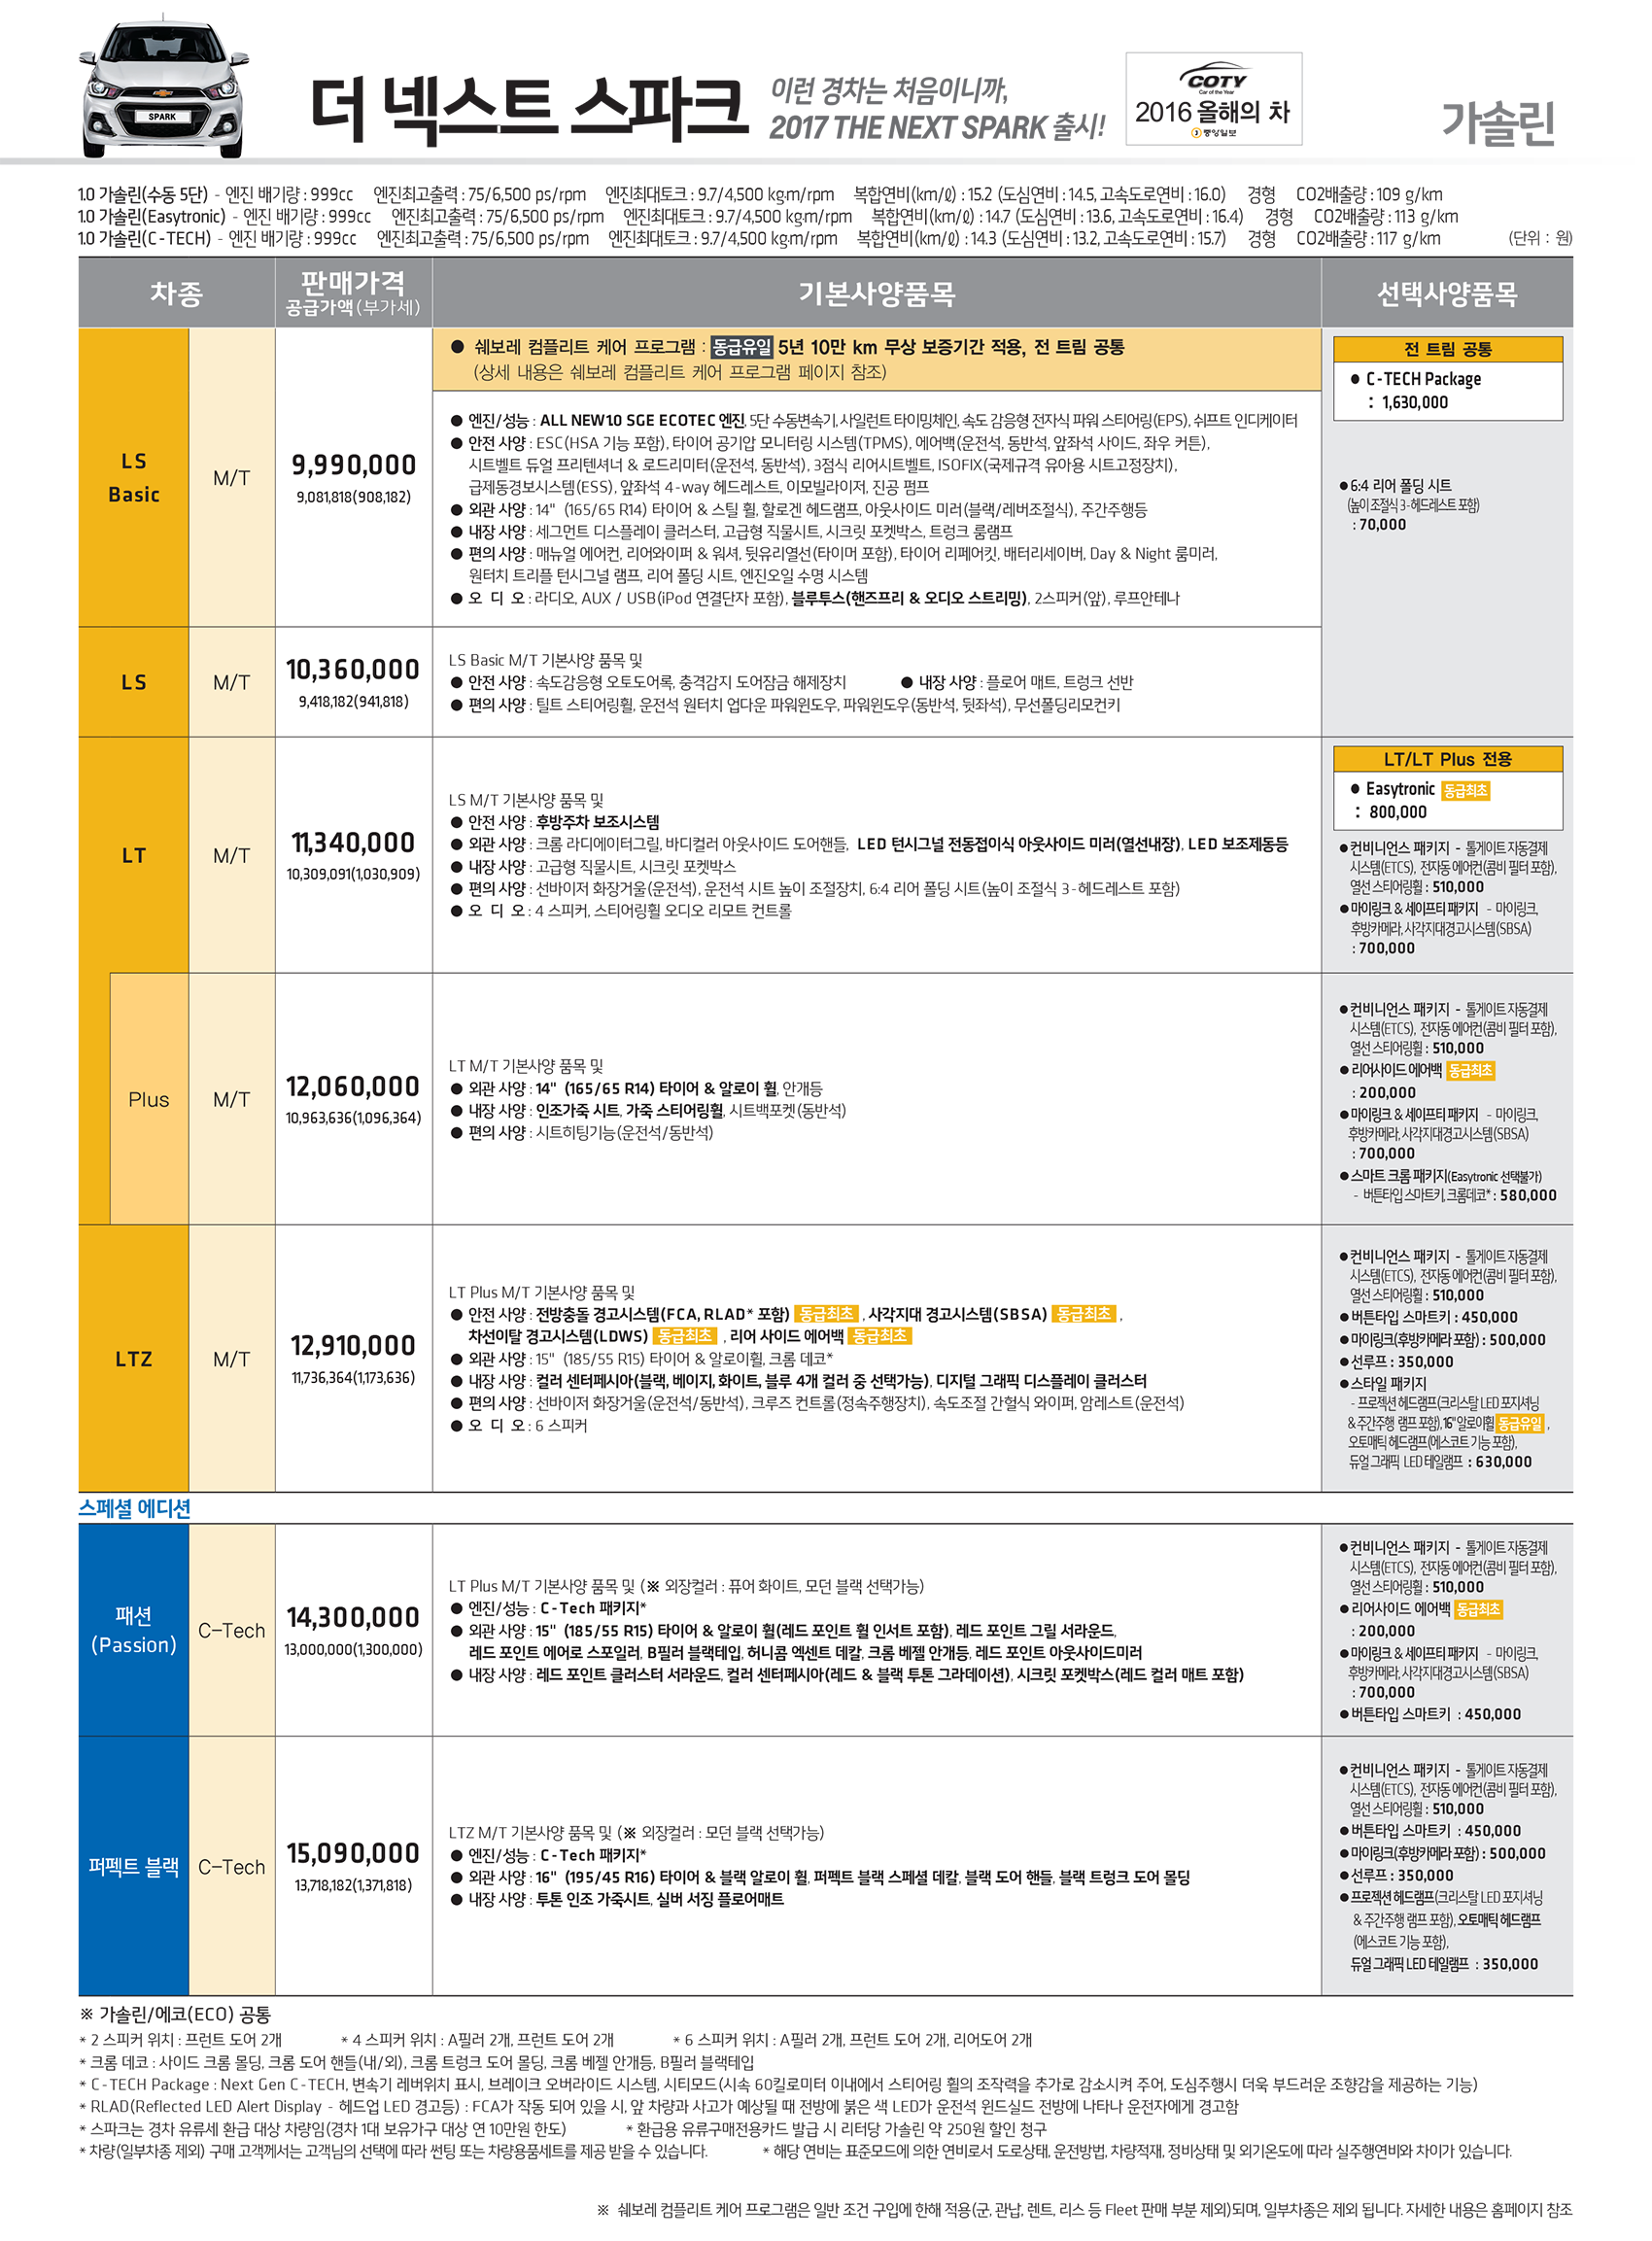 SPARK
더 넥스트 스파크
이런 경차는 처음이니까,
2017 THE NEXT SPARK 출시!
COTY
Car of the Year
2016 올해의 차
중앙일보
가솔린
1.0 가솔린(수동 5단) - 엔진 배기량 : 999cc 엔진최고출력 : 75/6,500 ps/rpm 엔진최대토크 : 9.7/4,500 kg·m/rpm 복합연비(km/ℓ) : 15.2 (도심연비 : 14.5, 고속도로연비 : 16.0) 경형 CO2배출량 : 109 g/km
1.0 가솔린(Easytronic) - 엔진 배기량 : 999cc 엔진최고출력 : 75/6,500 ps/rpm 엔진최대토크 : 9.7/4,500 kg·m/rpm 복합연비(km/ℓ) : 14.7 (도심연비 : 13.6, 고속도로연비 : 16.4) 경형 CO2배출량 : 113 g/km
1.0 가솔린(C-TECH) - 엔진 배기량 : 999cc 엔진최고출력 : 75/6,500 ps/rpm 엔진최대토크 : 9.7/4,500 kg·m/rpm 복합연비(km/ℓ) : 14.3 (도심연비 : 13.2, 고속도로연비 : 15.7) 경형 CO2배출량 : 117 g/km (단위 : 원)
차종
판매가격
공급가액(부가세)
기본사양품목
선택사양품목
LS
Basic
M/T
9,990,000
9,081,818(908,182)
● 쉐보레 컴플리트 케어 프로그램 : 동급유일 5년 10만 km 무상 보증기간 적용, 전 트림 공통
(상세 내용은 쉐보레 컴플리트 케어 프로그램 페이지 참조)
● 엔진/성능 : ALL NEW1.0 SGE ECOTEC 엔진, 5단 수동변속기, 사일런트 타이밍체인, 속도 감응형 전자식 파워 스티어링(EPS), 쉬프트 인디케이터
● 안전 사양 : ESC(HSA 기능 포함), 타이어 공기압 모니터링 시스템(TPMS), 에어백(운전석, 동반석, 앞좌석 사이드, 좌우 커튼),
시트벨트 듀얼 프리텐셔너 & 로드리미터(운전석, 동반석), 3점식 리어시트벨트, ISOFIX(국제규격 유아용 시트고정장치),
급제동경보시스템(ESS), 앞좌석 4-way 헤드레스트, 이모빌라이저, 진공 펌프
● 외관 사양 : 14" (165/65 R14) 타이어 & 스틸 휠, 할로겐 헤드램프, 아웃사이드 미러(블랙/레버조절식), 주간주행등
● 내장 사양 : 세그먼트 디스플레이 클러스터, 고급형 직물시트, 시크릿 포켓박스, 트렁크 룸램프
● 편의 사양 : 매뉴얼 에어컨, 리어와이퍼 & 워셔, 뒷유리열선(타이머 포함), 타이어 리페어킷, 배터리세이버, Day & Night 룸미러,
원터치 트리플 턴시그널 램프, 리어 폴딩 시트, 엔진오일 수명 시스템
● 오 디 오 : 라디오, AUX / USB(iPod 연결단자 포함), 블루투스(핸즈프리 & 오디오 스트리밍), 2스피커(앞), 루프안테나
전 트림 공통
● C-TECH Package
: 1,630,000
● 6:4 리어 폴딩 시트
(높이 조절식 3-헤드레스트 포함)
: 70,000
LS
M/T
10,360,000
9,418,182(941,818)
LS Basic M/T 기본사양 품목 및
● 안전 사양 : 속도감응형 오토도어록, 충격감지 도어잠금 해제장치 ● 내장 사양 : 플로어 매트, 트렁크 선반
● 편의 사양 : 틸트 스티어링휠, 운전석 원터치 업다운 파워윈도우, 파워윈도우(동반석, 뒷좌석), 무선폴딩리모컨키
LT
M/T
11,340,000
10,309,091(1,030,909)
LS M/T 기본사양 품목 및
● 안전 사양 : 후방주차 보조시스템
● 외관 사양 : 크롬 라디에이터그릴, 바디컬러 아웃사이드 도어핸들, LED 턴시그널 전동접이식 아웃사이드 미러(열선내장), LED 보조제동등
● 내장 사양 : 고급형 직물시트, 시크릿 포켓박스
● 편의 사양 : 선바이저 화장거울(운전석), 운전석 시트 높이 조절장치, 6:4 리어 폴딩 시트(높이 조절식 3-헤드레스트 포함)
● 오 디 오 : 4 스피커, 스티어링휠 오디오 리모트 컨트롤
LT/LT Plus 전용
● Easytronic 동급최초
: 800,000
● 컨비니언스 패키지 - 톨게이트 자동결제
시스템(ETCS), 전자동 에어컨(콤비 필터 포함),
열선 스티어링휠 : 510,000
● 마이링크 & 세이프티 패키지 - 마이링크,
후방카메라, 사각지대경고시스템(SBSA)
: 700,000
Plus
M/T
12,060,000
10,963,636(1,096,364)
LT M/T 기본사양 품목 및
● 외관 사양 : 14" (165/65 R14) 타이어 & 알로이 휠, 안개등
● 내장 사양 : 인조가죽 시트, 가죽 스티어링휠, 시트백포켓(동반석)
● 편의 사양 : 시트히팅기능(운전석/동반석)
● 컨비니언스 패키지 - 톨게이트 자동결제
시스템(ETCS), 전자동 에어컨(콤비 필터 포함),
열선 스티어링휠 : 510,000
● 리어사이드 에어백 동급최초
: 200,000
● 마이링크 & 세이프티 패키지 - 마이링크,
후방카메라, 사각지대경고시스템(SBSA)
: 700,000
● 스마트 크롬 패키지(Easytronic 선택불가)
- 버튼타입 스마트키, 크롬데코* : 580,000
LTZ
M/T
12,910,000
11,736,364(1,173,636)
LT Plus M/T 기본사양 품목 및
● 안전 사양 : 전방충돌 경고시스템(FCA, RLAD* 포함) 동급최초 , 사각지대 경고시스템(SBSA) 동급최초 ,
차선이탈 경고시스템(LDWS) 동급최초 , 리어 사이드 에어백 동급최초
● 외관 사양 : 15" (185/55 R15) 타이어 & 알로이휠, 크롬 데코*
● 내장 사양 : 컬러 센터페시아(블랙, 베이지, 화이트, 블루 4개 컬러 중 선택가능), 디지털 그래픽 디스플레이 클러스터
● 편의 사양 : 선바이저 화장거울(운전석/동반석), 크루즈 컨트롤(정속주행장치), 속도조절 간헐식 와이퍼, 암레스트(운전석)
● 오 디 오 : 6 스피커
● 컨비니언스 패키지 - 톨게이트 자동결제
시스템(ETCS), 전자동 에어컨(콤비 필터 포함),
열선 스티어링휠 : 510,000
● 버튼타입 스마트키 : 450,000
● 마이링크(후방카메라 포함) : 500,000
● 선루프 : 350,000
● 스타일 패키지
- 프로젝션 헤드램프(크리스탈 LED 포지셔닝
& 주간주행 램프 포함), 16" 알로이휠 동급유일 ,
오토매틱 헤드램프(에스코트 기능 포함),
듀얼 그래픽 LED 테일램프 : 630,000
스페셜 에디션
패션
(Passion)
C-Tech
14,300,000
13,000,000(1,300,000)
LT Plus M/T 기본사양 품목 및 (※ 외장컬러 : 퓨어 화이트, 모던 블랙 선택가능)
● 엔진/성능 : C-Tech 패키지*
● 외관 사양 : 15" (185/55 R15) 타이어 & 알로이 휠(레드 포인트 휠 인서트 포함), 레드 포인트 그릴 서라운드,
레드 포인트 에어로 스포일러, B필러 블랙테입, 허니콤 엑센트 데칼, 크롬 베젤 안개등, 레드 포인트 아웃사이드미러
● 내장 사양 : 레드 포인트 클러스터 서라운드, 컬러 센터페시아(레드 & 블랙 투톤 그라데이션), 시크릿 포켓박스(레드 컬러 매트 포함)
● 컨비니언스 패키지 - 톨게이트 자동결제
시스템(ETCS), 전자동 에어컨(콤비 필터 포함),
열선 스티어링휠 : 510,000
● 리어사이드 에어백 동급최초
: 200,000
● 마이링크 & 세이프티 패키지 - 마이링크,
후방카메라, 사각지대경고시스템(SBSA)
: 700,000
● 버튼타입 스마트키 : 450,000
퍼펙트 블랙
C-Tech
15,090,000
13,718,182(1,371,818)
LTZ M/T 기본사양 품목 및 (※ 외장컬러 : 모던 블랙 선택가능)
● 엔진/성능 : C-Tech 패키지*
● 외관 사양 : 16" (195/45 R16) 타이어 & 블랙 알로이 휠, 퍼펙트 블랙 스페셜 데칼, 블랙 도어 핸들, 블랙 트렁크 도어 몰딩
● 내장 사양 : 투톤 인조 가죽시트, 실버 서징 플로어매트
● 컨비니언스 패키지 - 톨게이트 자동결제
시스템(ETCS), 전자동 에어컨(콤비 필터 포함),
열선 스티어링휠 : 510,000
● 버튼타입 스마트키 : 450,000
● 마이링크(후방카메라 포함) : 500,000
● 선루프 : 350,000
● 프로젝션 헤드램프(크리스탈 LED 포지셔닝
& 주간주행 램프 포함), 오토매틱 헤드램프
(에스코트 기능 포함),
듀얼 그래픽 LED 테일램프 : 350,000
※ 가솔린/에코(ECO) 공통
* 2 스피커 위치 : 프런트 도어 2개 * 4 스피커 위치 : A필러 2개, 프런트 도어 2개 * 6 스피커 위치 : A필러 2개, 프런트 도어 2개, 리어도어 2개
* 크롬 데코 : 사이드 크롬 몰딩, 크롬 도어 핸들(내/외), 크롬 트렁크 도어 몰딩, 크롬 베젤 안개등, B필러 블랙테입
* C-TECH Package : Next Gen C-TECH, 변속기 레버위치 표시, 브레이크 오버라이드 시스템, 시티모드(시속 60킬로미터 이내에서 스티어링 휠의 조작력을 추가로 감소시켜 주어, 도심주행시 더욱 부드러운 조향감을 제공하는 기능)
* RLAD(Reflected LED Alert Display - 헤드업 LED 경고등) : FCA가 작동 되어 있을 시, 앞 차량과 사고가 예상될 때 전방에 붉은 색 LED가 운전석 윈드실드 전방에 나타나 운전자에게 경고함
* 스파크는 경차 유류세 환급 대상 차량임(경차 1대 보유가구 대상 연 10만원 한도) * 환급용 유류구매전용카드 발급 시 리터당 가솔린 약 250원 할인 청구
* 차량(일부차종 제외) 구매 고객께서는 고객님의 선택에 따라 썬팅 또는 차량용품세트를 제공 받을 수 있습니다. * 해당 연비는 표준모드에 의한 연비로서 도로상태, 운전방법, 차량적재, 정비상태 및 외기온도에 따라 실주행연비와 차이가 있습니다.
※ 쉐보레 컴플리트 케어 프로그램은 일반 조건 구입에 한해 적용(군, 관납, 렌트, 리스 등 Fleet 판매 부분 제외)되며, 일부차종은 제외 됩니다. 자세한 내용은 홈페이지 참조